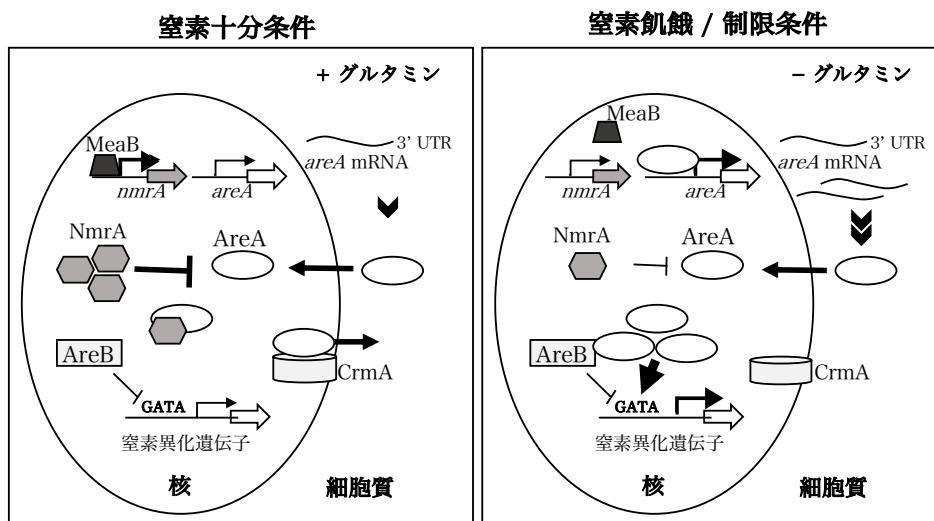 窒素十分条件
+ グルタミン
MeaB
3’ UTR
areA mRNA
nmrA
areA
NmrA
AreA
AreB
CrmA
GATA
窒素異化遺伝子
核
細胞質
窒素飢餓 / 制限条件
− グルタミン
MeaB
3’ UTR
areA mRNA
nmrA
areA
NmrA
AreA
AreB
CrmA
GATA
窒素異化遺伝子
核
細胞質